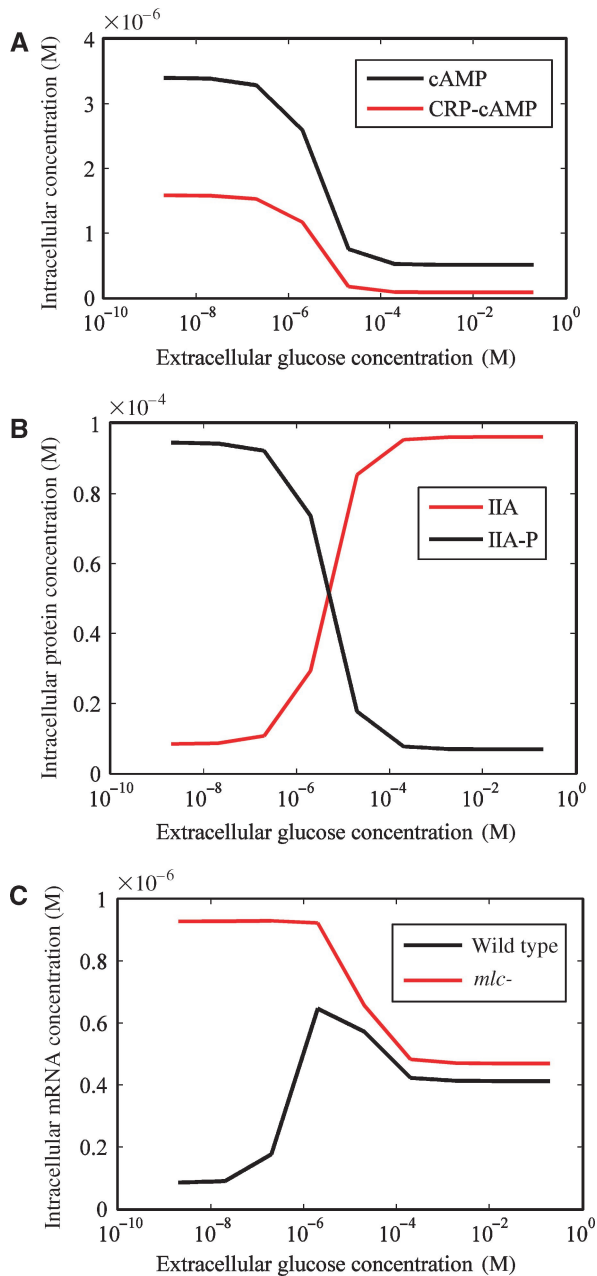 A
×10⁻⁶
Intracellular concentration (M)
4
3
2
1
0
cAMP
CRP-cAMP
10⁻¹⁰ 10⁻⁸ 10⁻⁶ 10⁻⁴ 10⁻² 10⁰
Extracellular glucose concentration (M)
B
×10⁻⁴
Intracellular protein concentration (M)
1
0.8
0.6
0.4
0.2
0
IIA
IIA-P
10⁻¹⁰ 10⁻⁸ 10⁻⁶ 10⁻⁴ 10⁻² 10⁰
Extracellular glucose concentration (M)
C
×10⁻⁶
Intracellular mRNA concentration (M)
1
0.8
0.6
0.4
0.2
0
Wild type
mlc-
10⁻¹⁰ 10⁻⁸ 10⁻⁶ 10⁻⁴ 10⁻² 10⁰
Extracellular glucose concentration (M)